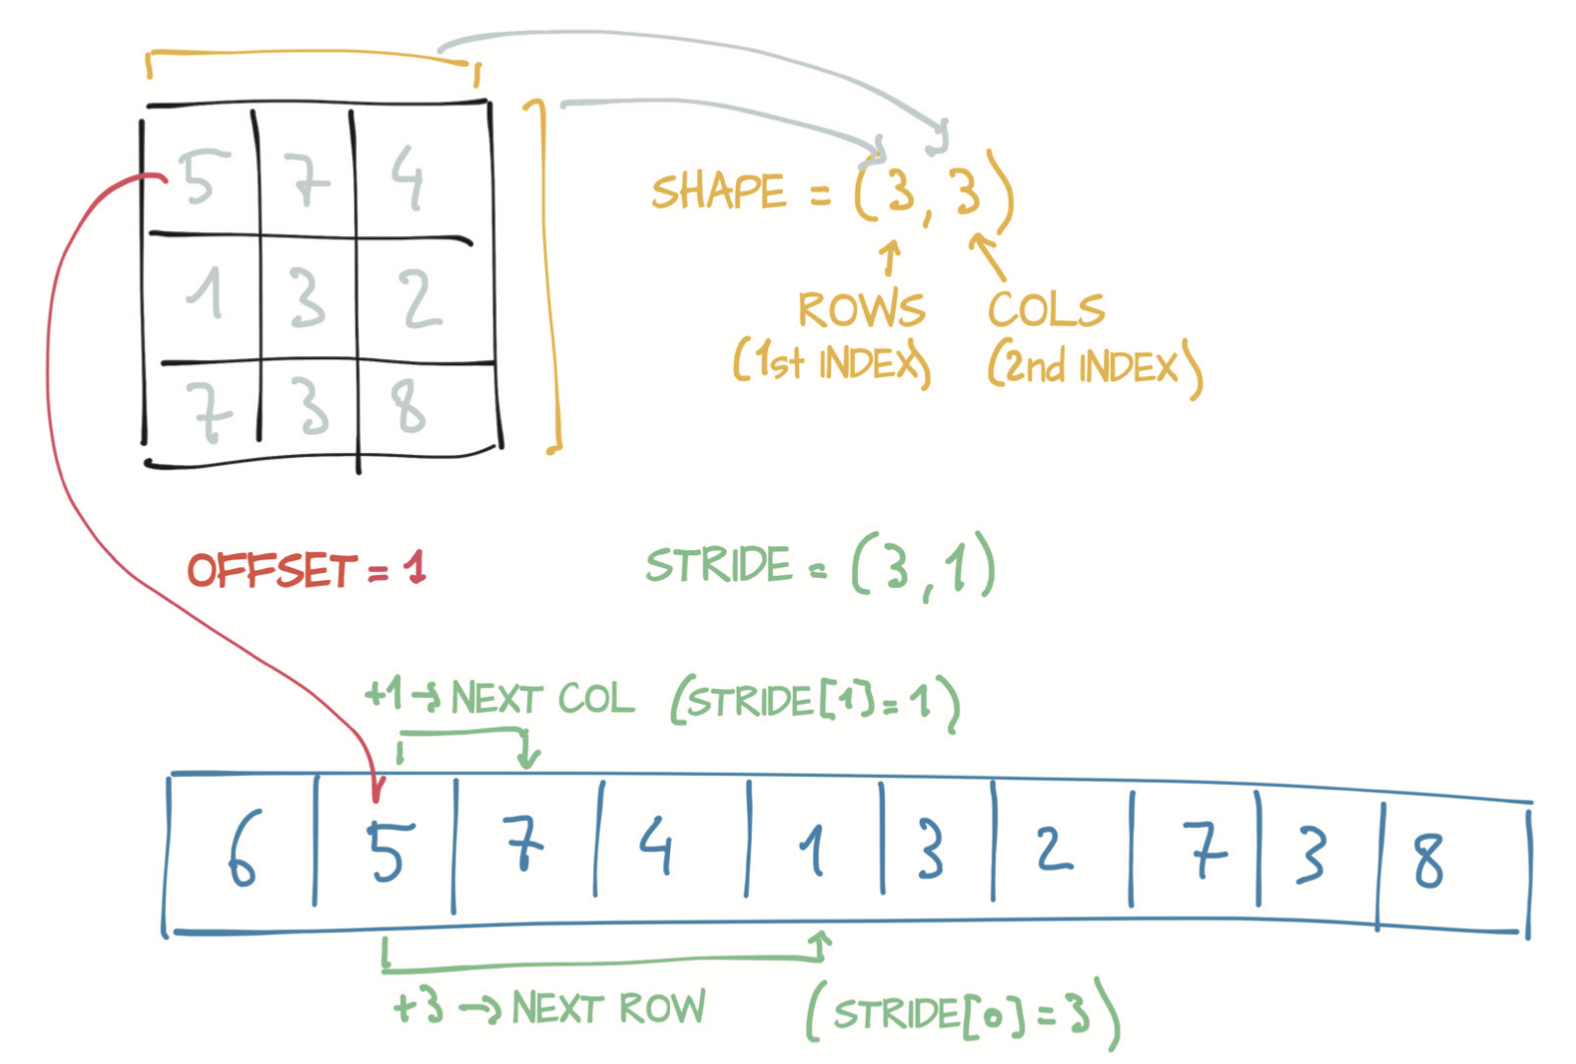 5 7 4
1 3 2
7 3 8
SHAPE = (3, 3)
ROWS
(1st INDEX)
COLS
(2nd INDEX)
OFFSET = 1
STRIDE = (3, 1)
+1 → NEXT COL (STRIDE[1] = 1)
6 5 7 4 1 3 2 7 3 8
+3 → NEXT ROW (STRIDE[0] = 3)